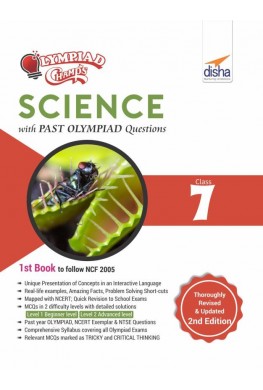 OLYMPIAD
CHAMPS
disha
SCIENCE
with PAST OLYMPIAD Questions
Class
7
1st Book to follow NCF 2005
• Unique Presentation of Concepts in an Interactive Language
• Real-life examples, Amazing Facts, Problem Solving Short-cuts
• Mapped with NCERT; Quick Revision to School Exams
• MCQs in 2 difficulty levels with detailed solutions
Level 1 Beginner level Level 2 Advanced level
• Past year OLYMPIAD, NCERT Exemplar & NTSE Questions
• Comprehensive Syllabus covering all Olympiad Exams
• Relevant MCQs marked as TRICKY and CRITICAL THINKING
Thoroughly
Revised
& Updated
2nd Edition